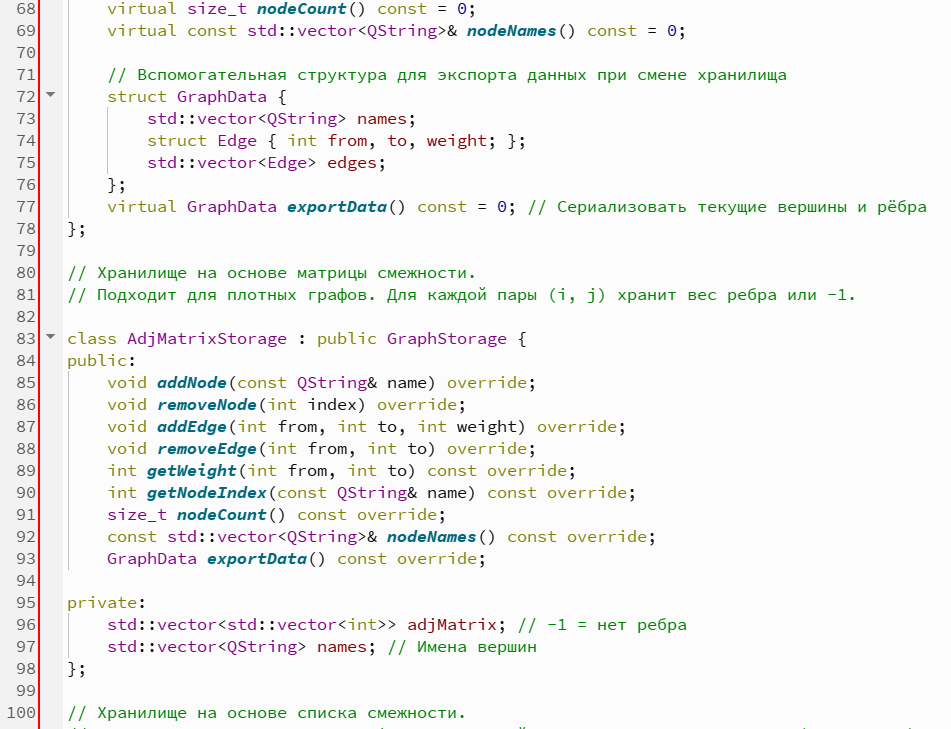 68 virtual size_t nodeCount() const = 0;
69 virtual const std::vector<QString>& nodeNames() const = 0;
70
71 // Вспомогательная структура для экспорта данных при смене хранилища
72 struct GraphData {
73 std::vector<QString> names;
74 struct Edge { int from, to, weight; };
75 std::vector<Edge> edges;
76 };
77 virtual GraphData exportData() const = 0; // Сериализовать текущие вершины и рёбра
78 };
79
80 // Хранилище на основе матрицы смежности.
81 // Подходит для плотных графов. Для каждой пары (i, j) хранит вес ребра или -1.
82
83 class AdjMatrixStorage : public GraphStorage {
84 public:
85 void addNode(const QString& name) override;
86 void removeNode(int index) override;
87 void addEdge(int from, int to, int weight) override;
88 void removeEdge(int from, int to) override;
89 int getWeight(int from, int to) const override;
90 int getNodeIndex(const QString& name) const override;
91 size_t nodeCount() const override;
92 const std::vector<QString>& nodeNames() const override;
93 GraphData exportData() const override;
94
95 private:
96 std::vector<std::vector<int>> adjMatrix; // -1 = нет ребра
97 std::vector<QString> names; // Имена вершин
98 };
99
100 // Хранилище на основе списка смежности.